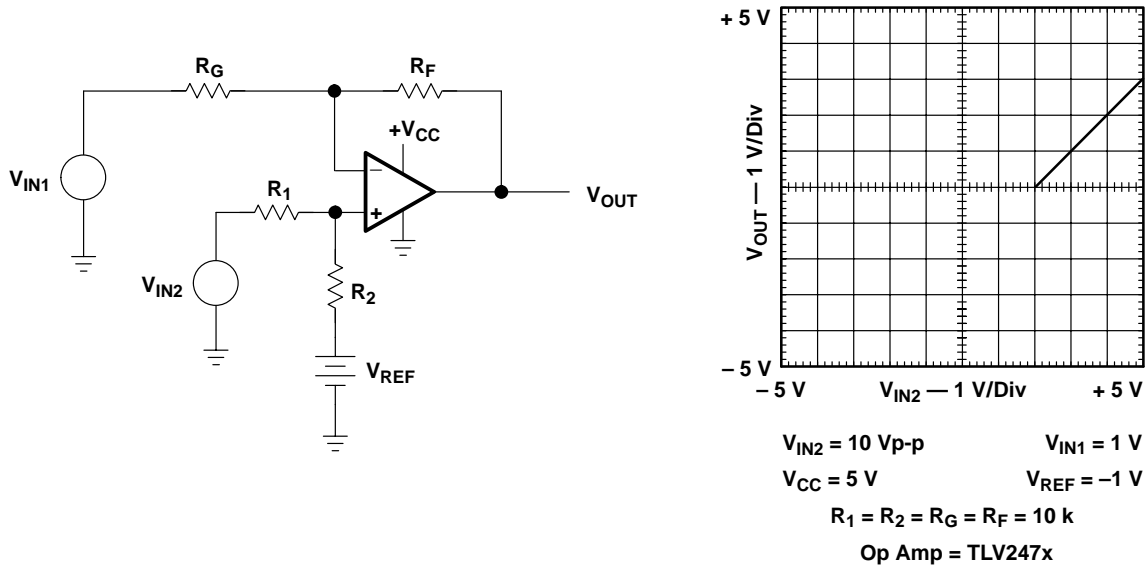 R_G
R_F
+V_CC
V_IN1
−
R_1
+
V_OUT
V_IN2
R_2
V_REF
+ 5 V
V_OUT — 1 V/Div
– 5 V
– 5 V
V_IN2 — 1 V/Div
+ 5 V
V_IN2 = 10 Vp-p
V_IN1 = 1 V
V_CC = 5 V
V_REF = –1 V
R_1 = R_2 = R_G = R_F = 10 k
Op Amp = TLV247x